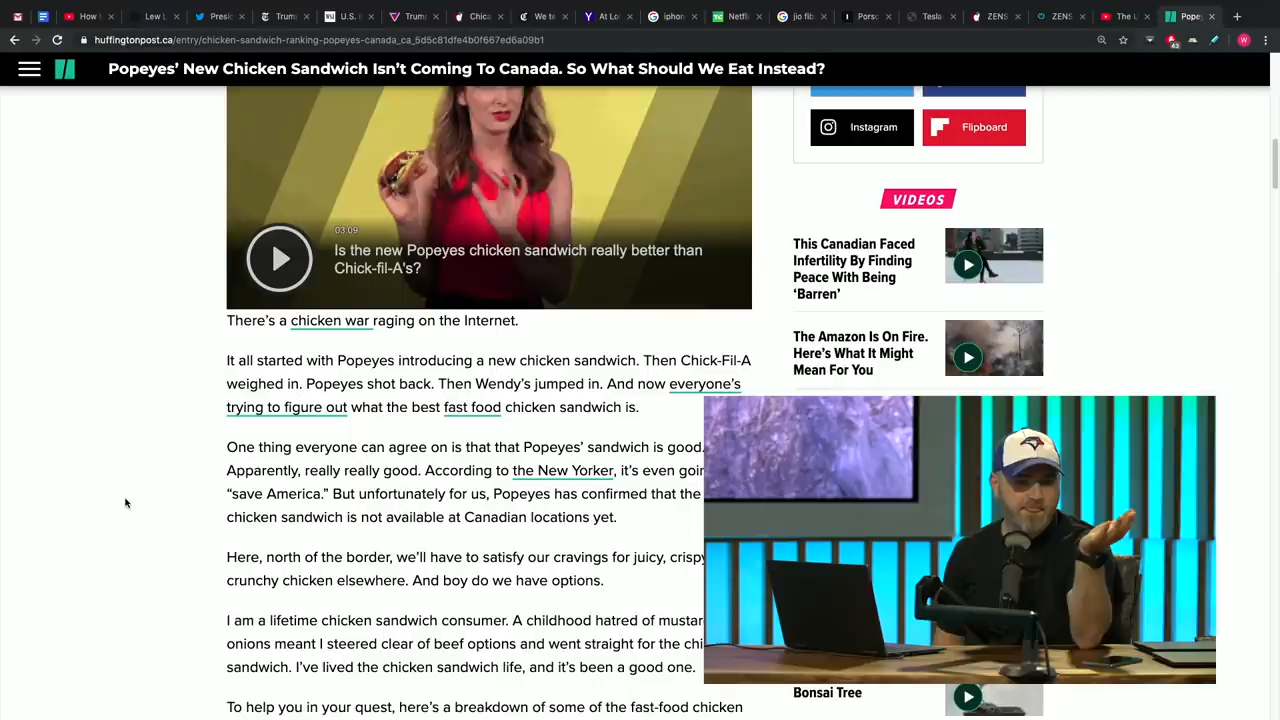 How t
Lew L
Presid
Trump
U.S. I
Trump
Chica
We te
At Lo
iphon
Netfl
jio fib
Porsc
Tesla
ZENS
ZENS
The U
Popey
huffingtonpost.ca/entry/chicken-sandwich-ranking-popeyes-canada_ca_5d5c81dfe4b0f667ed6a09b1
43
W
Popeyes’ New Chicken Sandwich Isn’t Coming To Canada. So What Should We Eat Instead?
Instagram
Flipboard
03:09
Is the new Popeyes chicken sandwich really better than
Chick-fil-A's?
VIDEOS
This Canadian Faced
Infertility By Finding
Peace With Being
‘Barren’
The Amazon Is On Fire.
Here’s What It Might
Mean For You
There’s a chicken war raging on the Internet.
It all started with Popeyes introducing a new chicken sandwich. Then Chick-Fil-A
weighed in. Popeyes shot back. Then Wendy’s jumped in. And now everyone’s
trying to figure out what the best fast food chicken sandwich is.
One thing everyone can agree on is that that Popeyes’ sandwich is good.
Apparently, really really good. According to the New Yorker, it’s even goin
“save America.” But unfortunately for us, Popeyes has confirmed that the
chicken sandwich is not available at Canadian locations yet.
Here, north of the border, we’ll have to satisfy our cravings for juicy, crispy
crunchy chicken elsewhere. And boy do we have options.
I am a lifetime chicken sandwich consumer. A childhood hatred of mustar
onions meant I steered clear of beef options and went straight for the chi
sandwich. I’ve lived the chicken sandwich life, and it’s been a good one.
To help you in your quest, here’s a breakdown of some of the fast-food chicken
Bonsai Tree